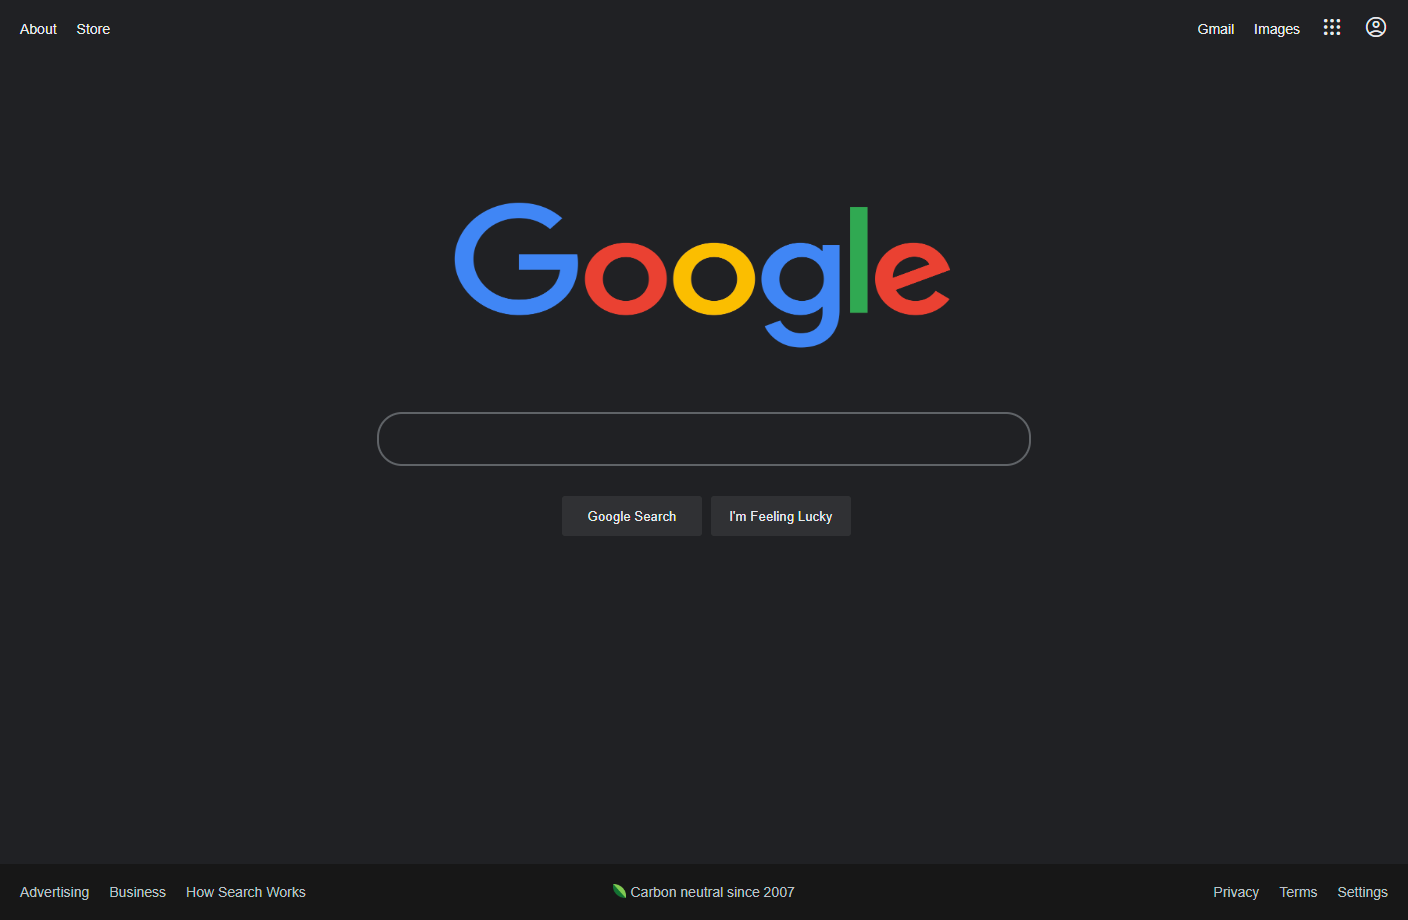 About Store Gmail Images
Google
Google Search I'm Feeling Lucky
Advertising Business How Search Works Carbon neutral since 2007 Privacy Terms Settings